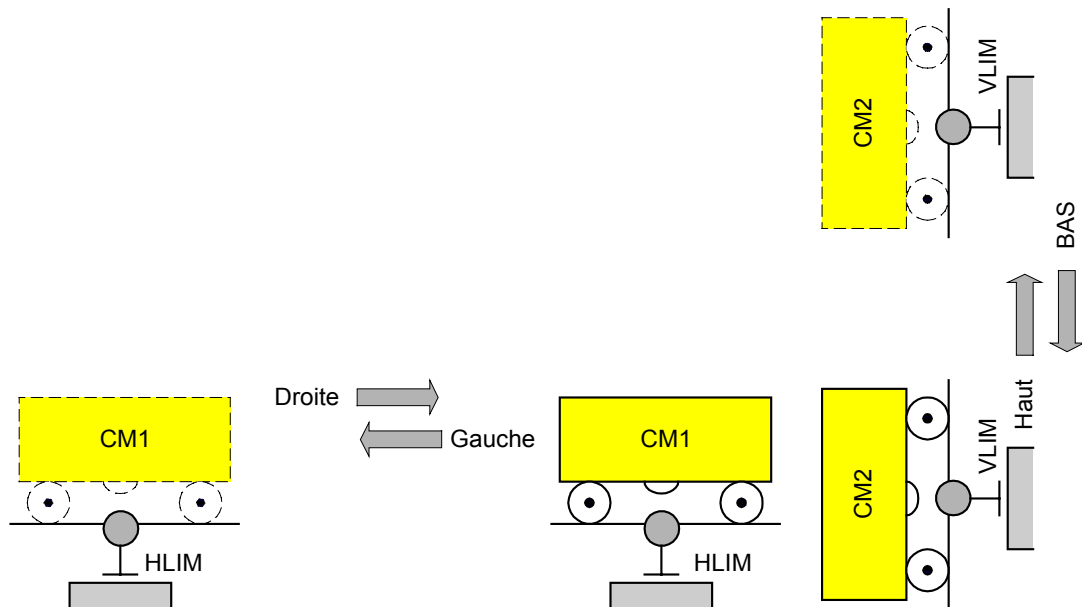 CM2
VLIM
BAS
Haut
Droite
Gauche
CM1
HLIM
CM1
HLIM
CM2
VLIM